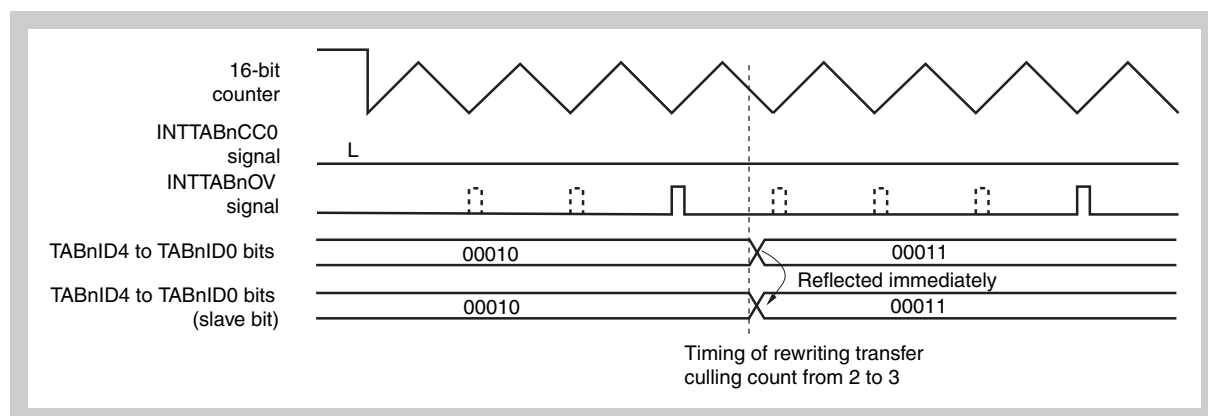 16-bit
counter
INTTABnCC0
signal
L
INTTABnOV
signal
TABnID4 to TABnID0 bits
00010
00011
Reflected immediately
TABnID4 to TABnID0 bits
(slave bit)
00010
00011
Timing of rewriting transfer
culling count from 2 to 3